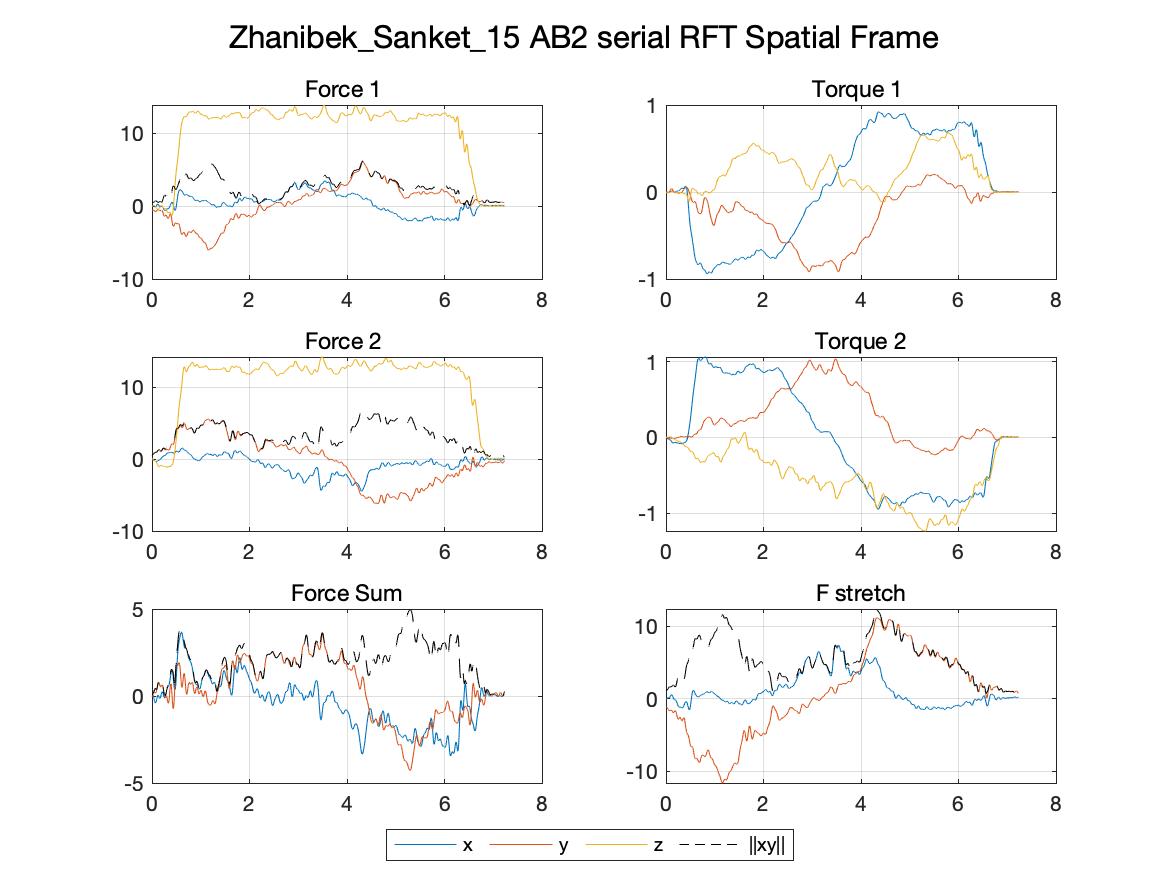 Zhanibek_Sanket_15 AB2 serial RFT Spatial Frame
Force 1
10
0
-10
0 2 4 6 8
Torque 1
1
0
-1
0 2 4 6 8
Force 2
10
0
-10
0 2 4 6 8
Torque 2
1
0
-1
0 2 4 6 8
Force Sum
5
0
-5
0 2 4 6 8
F stretch
10
0
-10
0 2 4 6 8
x y z ||xy||